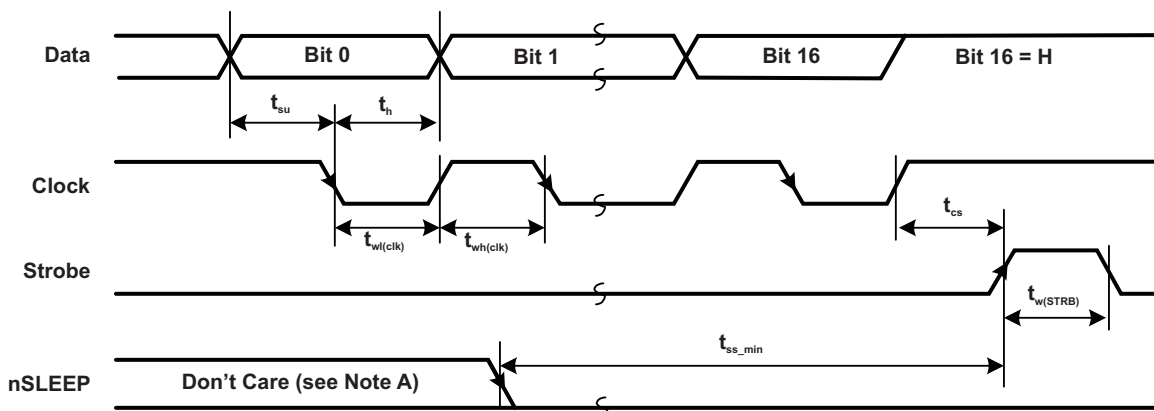 Data
Bit 0
Bit 1
Bit 16
Bit 16 = H
tsu
th
Clock
twl(clk)
twh(clk)
tcs
Strobe
tw(STRB)
tss_min
nSLEEP
Don't Care (see Note A)